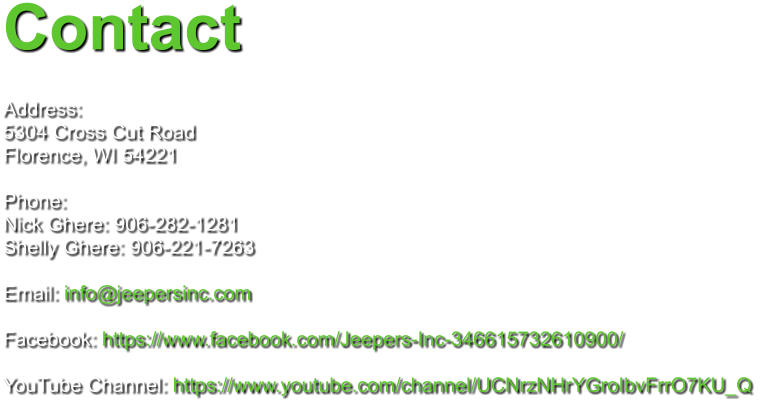 Contact
Address:
5304 Cross Cut Road
Florence, WI 54221
Phone:
Nick Ghere: 906-282-1281
Shelly Ghere: 906-221-7263
Email: info@jeepersinc.com
Facebook: https://www.facebook.com/Jeepers-Inc-346615732610900/
YouTube Channel: https://www.youtube.com/channel/UCNrzNHrYGrolbvFrrO7KU_Q